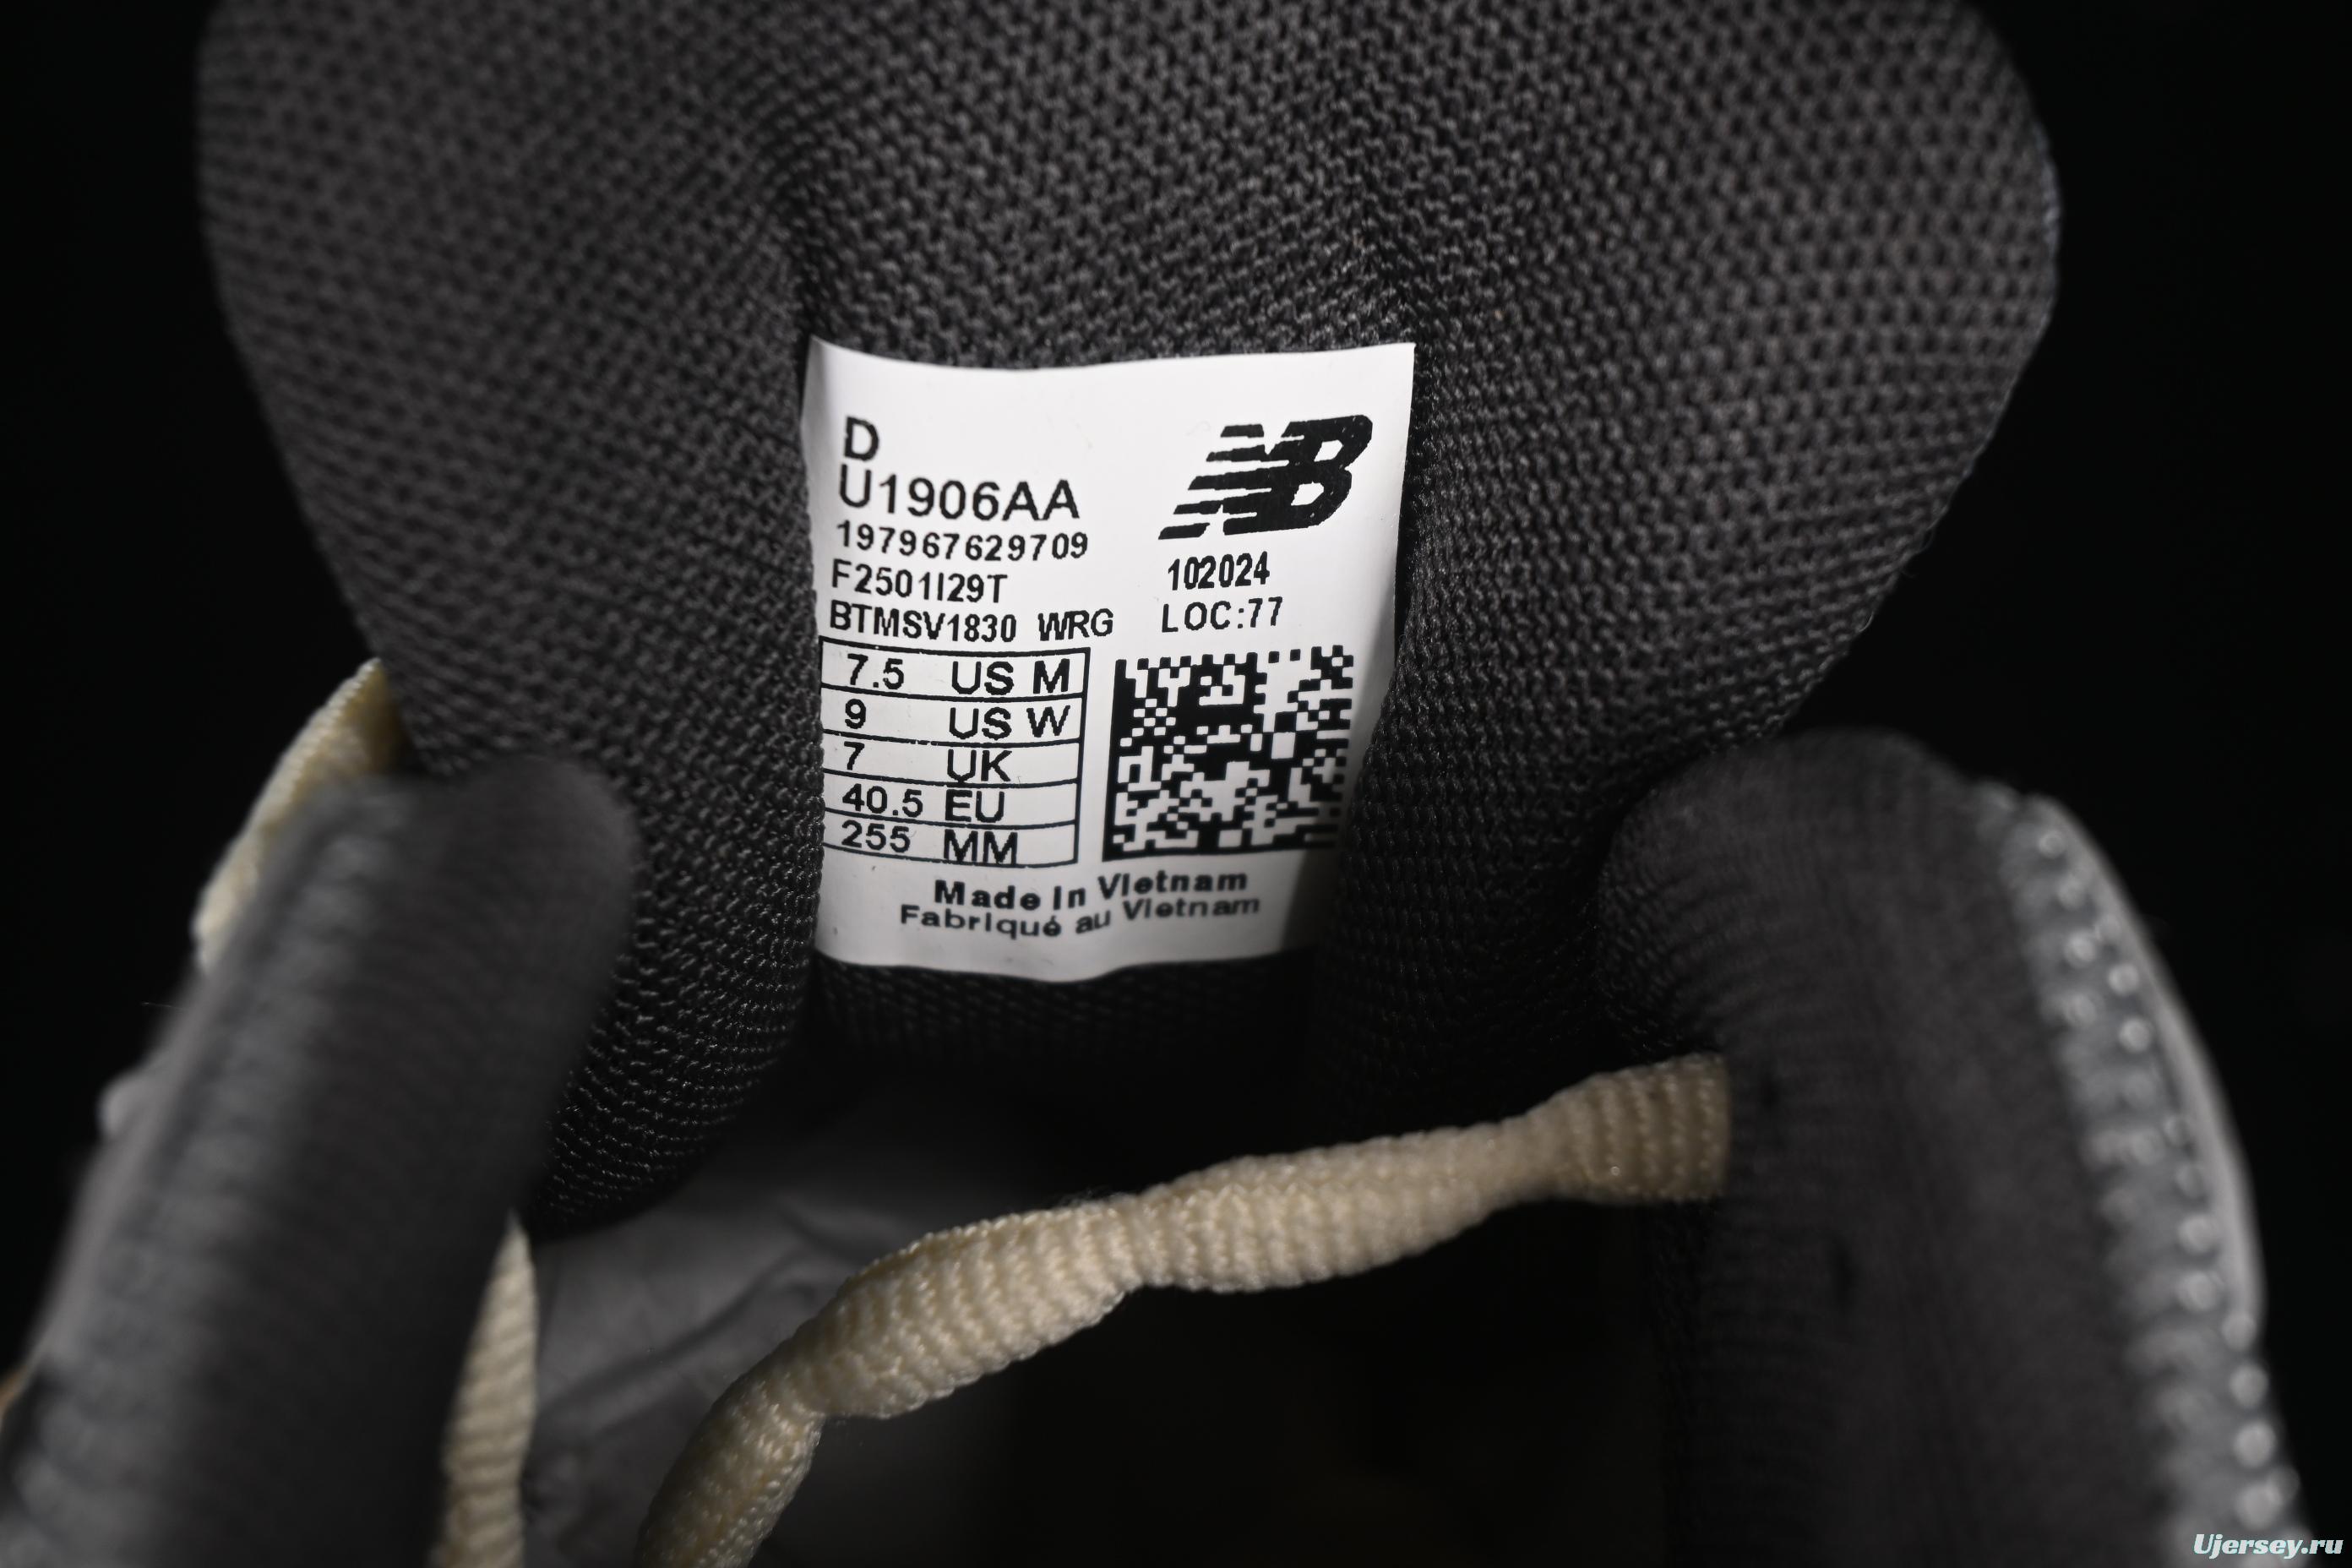 D
U1906AA
197967629709
F2501I29T
BTMSV1830 WRG
NB
102024
LOC:77
7.5 US M
9 US W
7 UK
40.5 EU
255 MM
Made in Vietnam
Fabriqué au Vietnam
Ujersey.ru